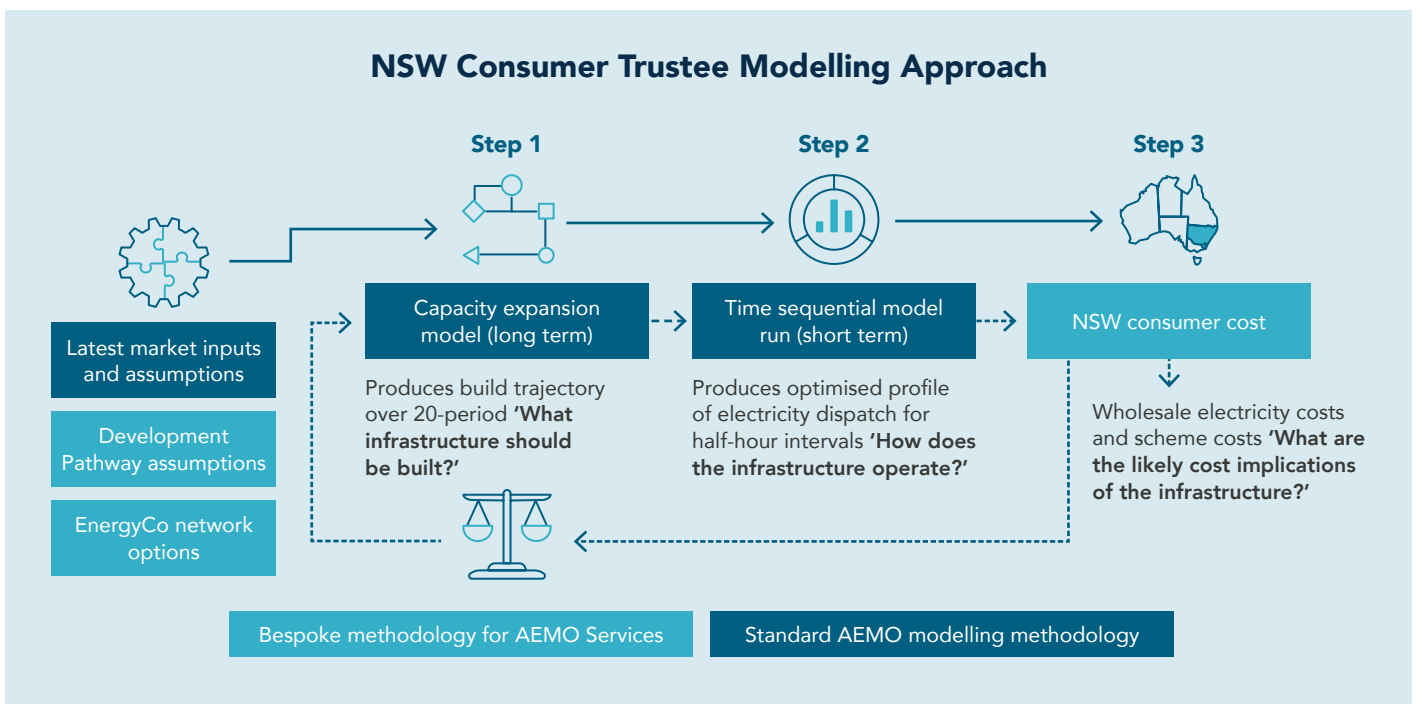 NSW Consumer Trustee Modelling Approach
Step 1
Step 2
Step 3
Latest market inputs
and assumptions
Development
Pathway assumptions
EnergyCo network
options
Capacity expansion
model (long term)
Produces build trajectory
over 20-period ‘What
infrastructure should
be built?’
Time sequential model
run (short term)
Produces optimised profile
of electricity dispatch for
half-hour intervals ‘How does
the infrastructure operate?’
NSW consumer cost
Wholesale electricity costs
and scheme costs ‘What are
the likely cost implications
of the infrastructure?’
Bespoke methodology for AEMO Services
Standard AEMO modelling methodology